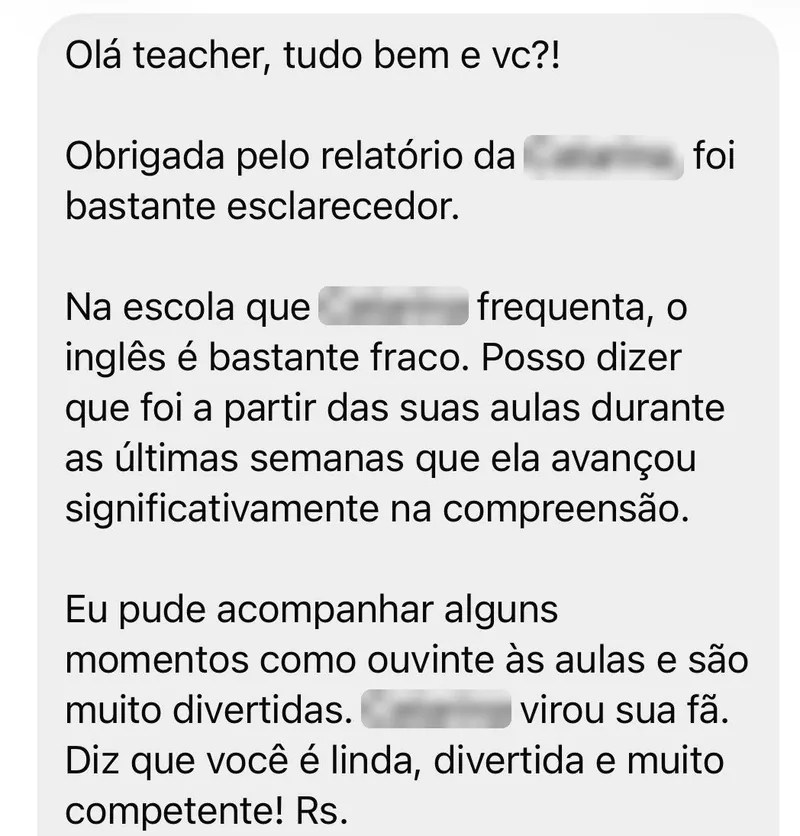 Olá teacher, tudo bem e vc?!
Obrigada pelo relatório da foi
bastante esclarecedor.
Na escola que frequenta, o
inglês é bastante fraco. Posso dizer
que foi a partir das suas aulas durante
as últimas semanas que ela avançou
significativamente na compreensão.
Eu pude acompanhar alguns
momentos como ouvinte às aulas e são
muito divertidas. virou sua fã.
Diz que você é linda, divertida e muito
competente! Rs.